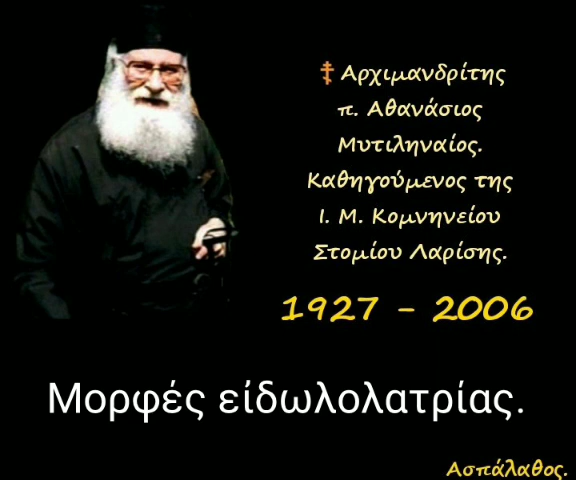 ☦ Αρχιμανδρίτης
π. Αθανάσιος
Μυτιληναίος.
Καθηγούμενος της
Ι. Μ. Κομνηνείου
Στομίου Λαρίσης.
1927 - 2006
Μορφές είδωλολατρίας.
Ασπάλαθος.